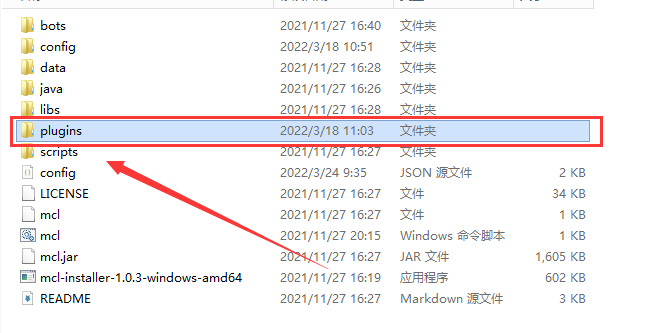 bots 2021/11/27 16:40 文件夹
config 2022/3/18 10:51 文件夹
data 2021/11/27 16:28 文件夹
java 2021/11/27 16:26 文件夹
libs 2021/11/27 16:28 文件夹
plugins 2022/3/18 11:03 文件夹
scripts 2021/11/27 16:27 文件夹
config 2022/3/24 9:35 JSON 源文件 2 KB
LICENSE 2021/11/27 16:27 文件 34 KB
mcl 2021/11/27 16:27 文件 1 KB
mcl 2021/11/27 20:15 Windows 命令脚本 1 KB
mcl.jar 2021/11/27 16:27 JAR 文件 1,605 KB
mcl-installer-1.0.3-windows-amd64 2021/11/27 16:19 应用程序 602 KB
README 2021/11/27 16:27 Markdown 源文件 3 KB